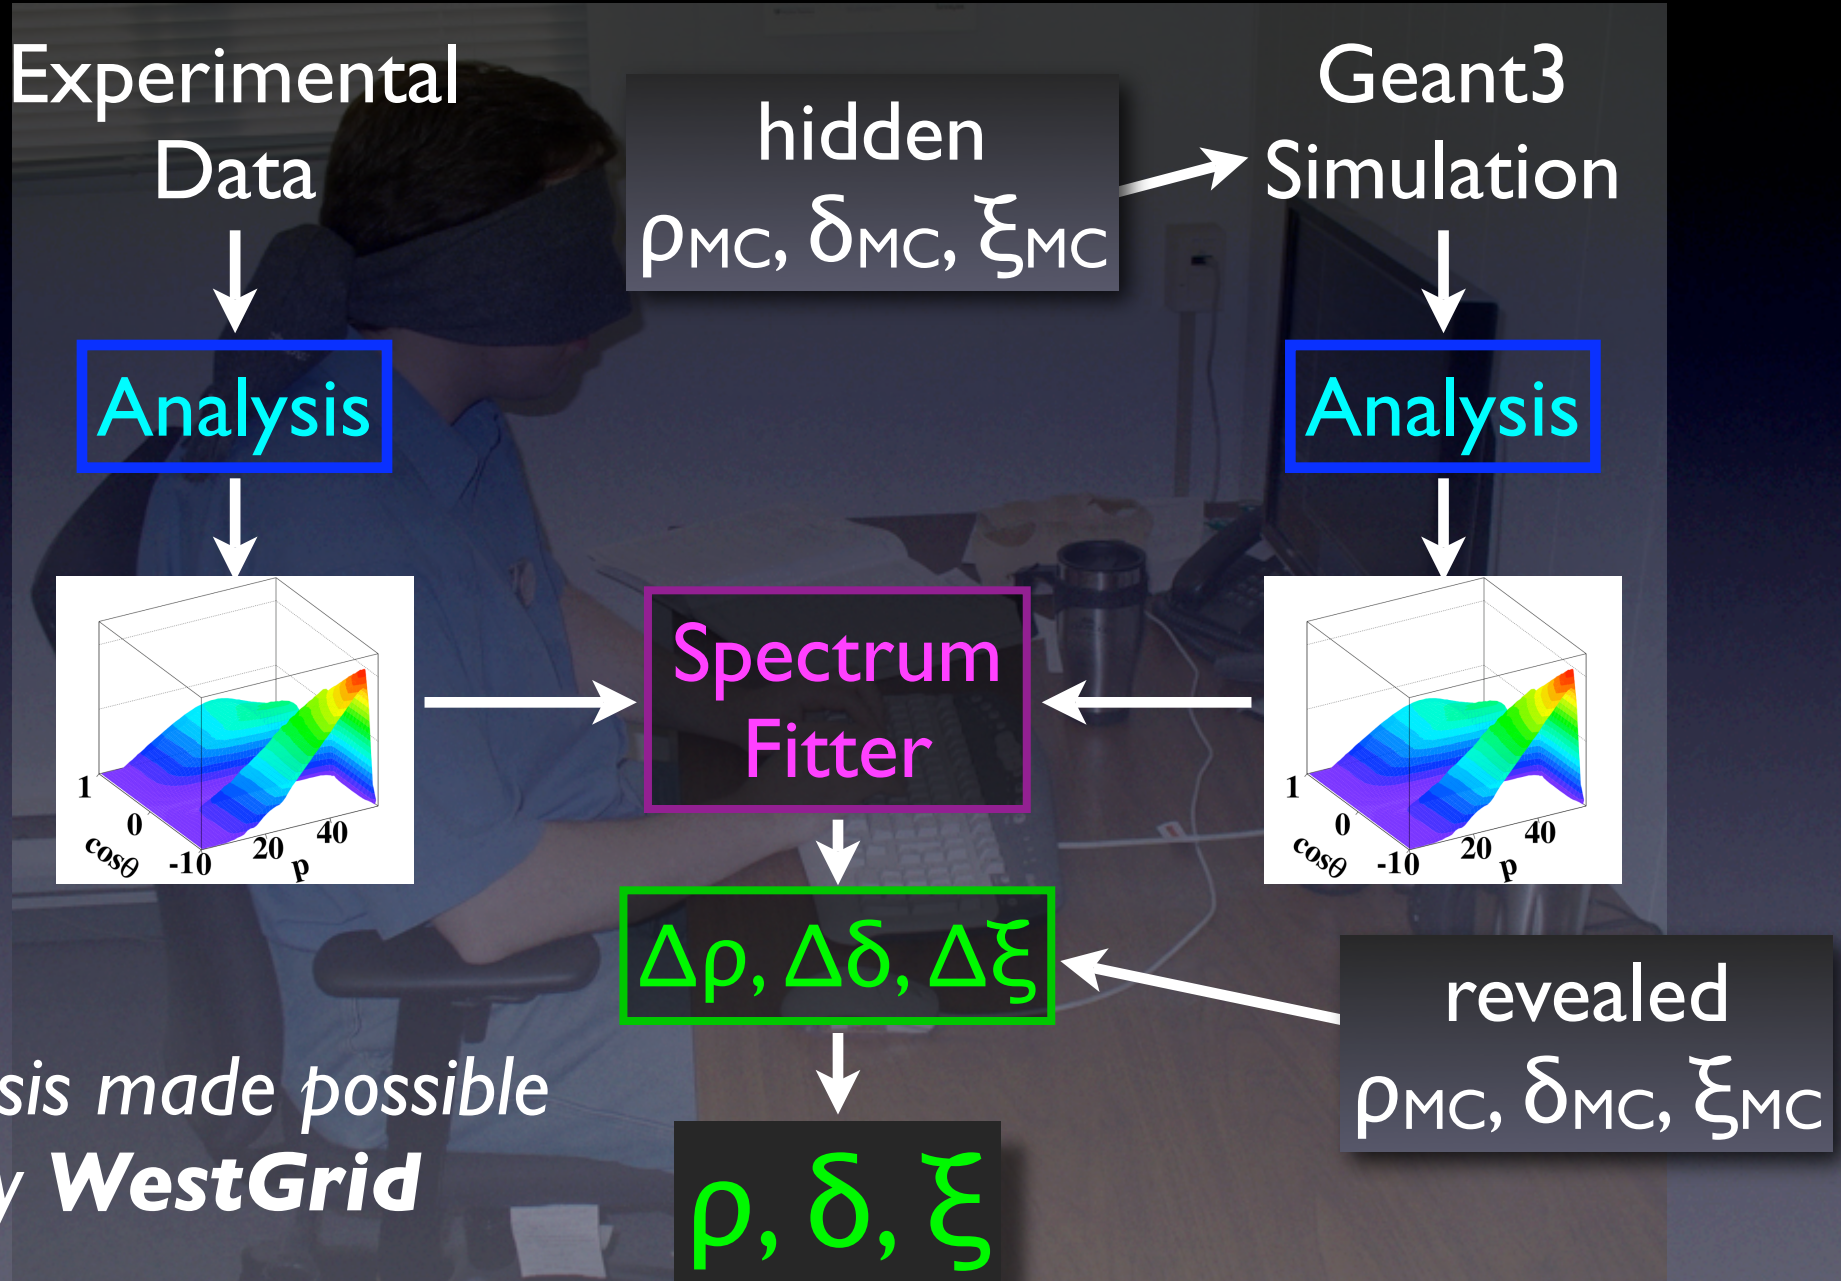 Experimental
Data
hidden
ρMC, δMC, ξMC
Geant3
Simulation
Analysis
Analysis
1
0
-1
cosθ
0
20
40
p
Spectrum
Fitter
1
0
-1
cosθ
0
20
40
p
Δρ, Δδ, Δξ
revealed
ρMC, δMC, ξMC
made possible
WestGrid
ρ, δ, ξ